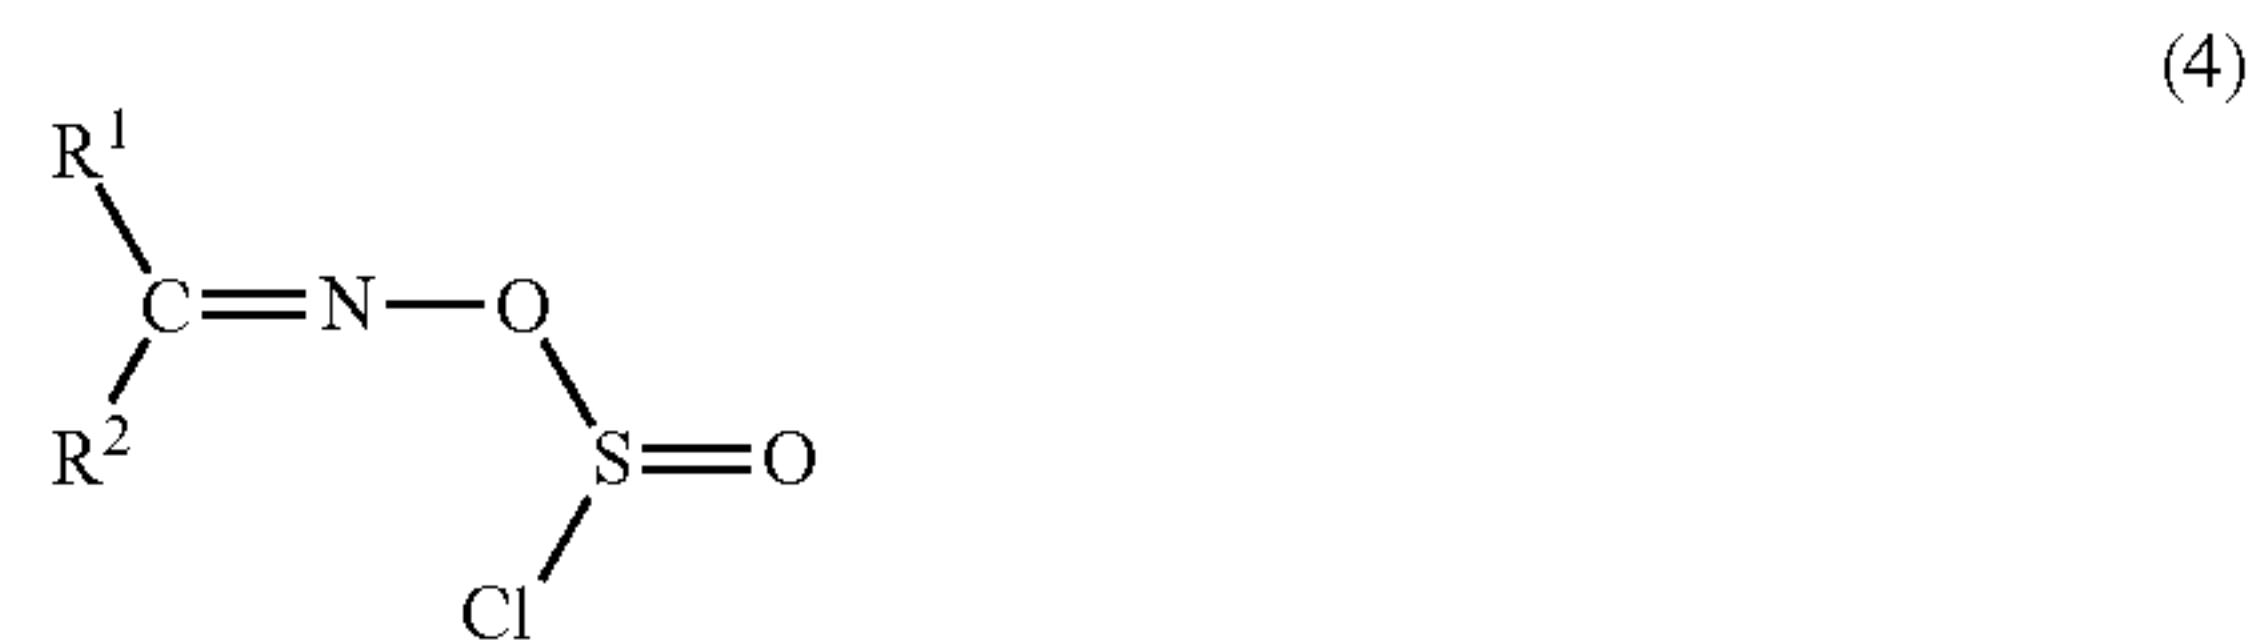 (4)
R¹
C=N—O
R² S=O
Cl